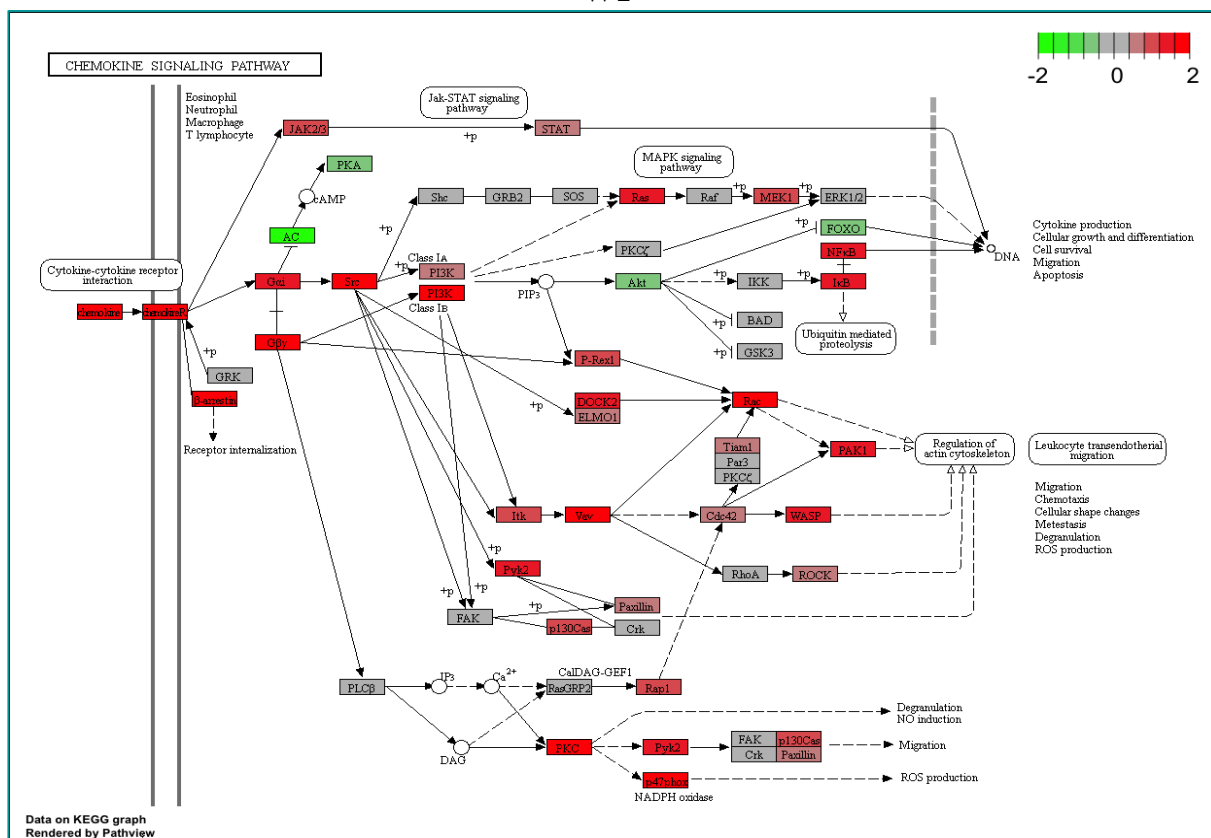 -2
0
2
CHEMOKINE SIGNALING PATHWAY
Eosinophil
Neutrophil
Macrophage
T lymphocyte
Jak-STAT signaling
pathway
JAK2/3
+p
STAT
MAPK signaling
pathway
PKA
cAMP
AC
+p
Shc
GRB2
SOS
Ras
Raf
+p
MEK1
+p
ERK1/2
+p
FOXO
DNA
Cytokine production
Cellular growth and differentiation
Cell survival
Migration
Apoptosis
Cytokine-cytokine receptor
interaction
chemokine
chemokineR
Gαi
Src
+p
Class IA
PI3K
PI3K
Class IB
PKCζ
PIP3
Akt
+p
IKK
+p
IκB
NFκB
+p
BAD
+p
GSK3
Ubiquitin mediated
proteolysis
Gβγ
+p
GRK
β-arrestin
Receptor internalization
P-Rex1
+p
DOCK2
ELMO1
Rac
Tiam1
Par3
PKCζ
PAK1
Regulation of
actin cytoskeleton
Leukocyte transendotherial
migration
Migration
Chemotaxis
Cellular shape changes
Metastasis
Degranulation
ROS production
Itk
Vav
Cdc42
WASP
+p
Pyk2
RhoA
ROCK
+p
+p
FAK
+p
Paxillin
p130Cas
Crk
PLCβ
IP3
Ca2+
CalDAG-GEF1
RasGRP2
Rap1
DAG
PKC
Pyk2
FAK
p130Cas
Crk
Paxillin
Degranulation
NO induction
Migration
p47phox
NADPH oxidase
ROS production
Data on KEGG graph
Rendered by Pathview